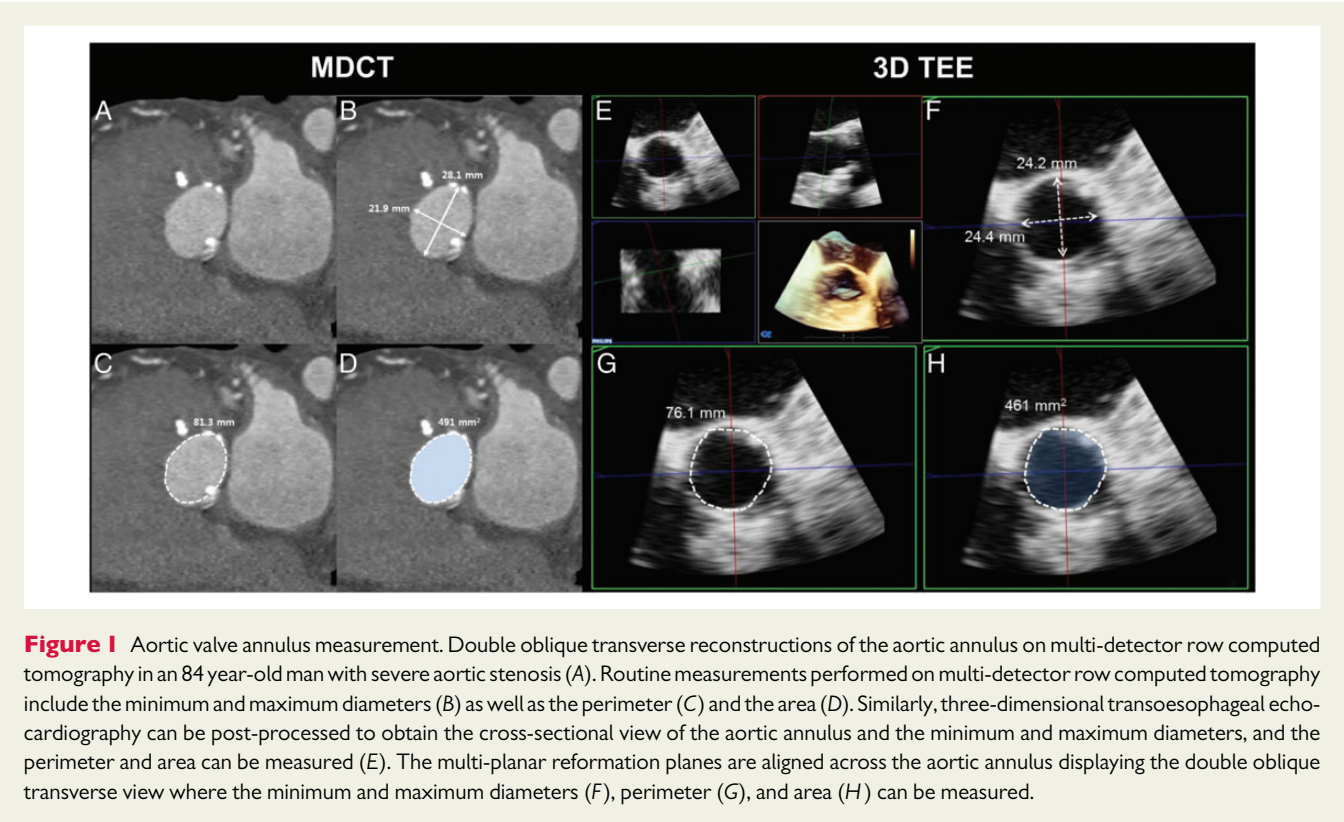 MDCT
3D TEE
A
B
28.1 mm
21.9 mm
E
F
24.2 mm
24.4 mm
PHILIPS
C
81.3 mm
D
491 mm²
G
76.1 mm
H
461 mm²
Figure 1 Aortic valve annulus measurement. Double oblique transverse reconstructions of the aortic annulus on multi-detector row computed
tomography in an 84 year-old man with severe aortic stenosis (A). Routine measurements performed on multi-detector row computed tomography
include the minimum and maximum diameters (B) as well as the perimeter (C) and the area (D). Similarly, three-dimensional transoesophageal echo-
cardiography can be post-processed to obtain the cross-sectional view of the aortic annulus and the minimum and maximum diameters, and the
perimeter and area can be measured (E). The multi-planar reformation planes are aligned across the aortic annulus displaying the double oblique
transverse view where the minimum and maximum diameters (F), perimeter (G), and area (H) can be measured.